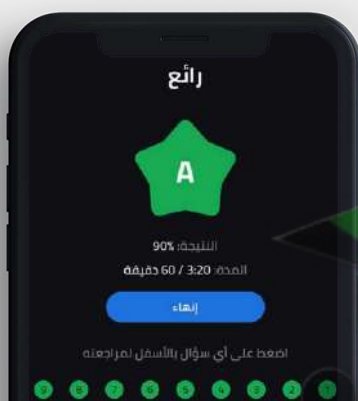 رائع
A
النتيجة: 90%
المدة: 3:20 / 60 دقيقة
إنهاء
اضغط على أي سؤال بالأسفل لمراجعته
1 2 3 4 5 6 7 8 9